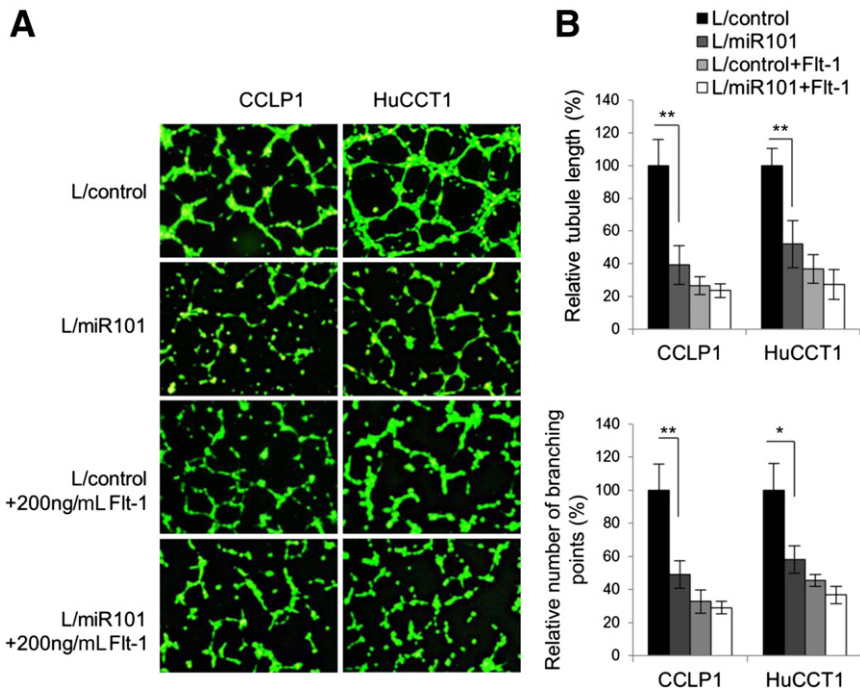 A
CCLP1 HuCCT1
L/control
L/miR101
L/control
+200ng/mL Flt-1
L/miR101
+200ng/mL Flt-1
B
L/control
L/miR101
L/control+Flt-1
L/miR101+Flt-1
Relative tubule length (%)
140
120
100
80
60
40
20
0
**
**
CCLP1 HuCCT1
Relative number of branching
points (%)
140
120
100
80
60
40
20
0
**
*
CCLP1 HuCCT1